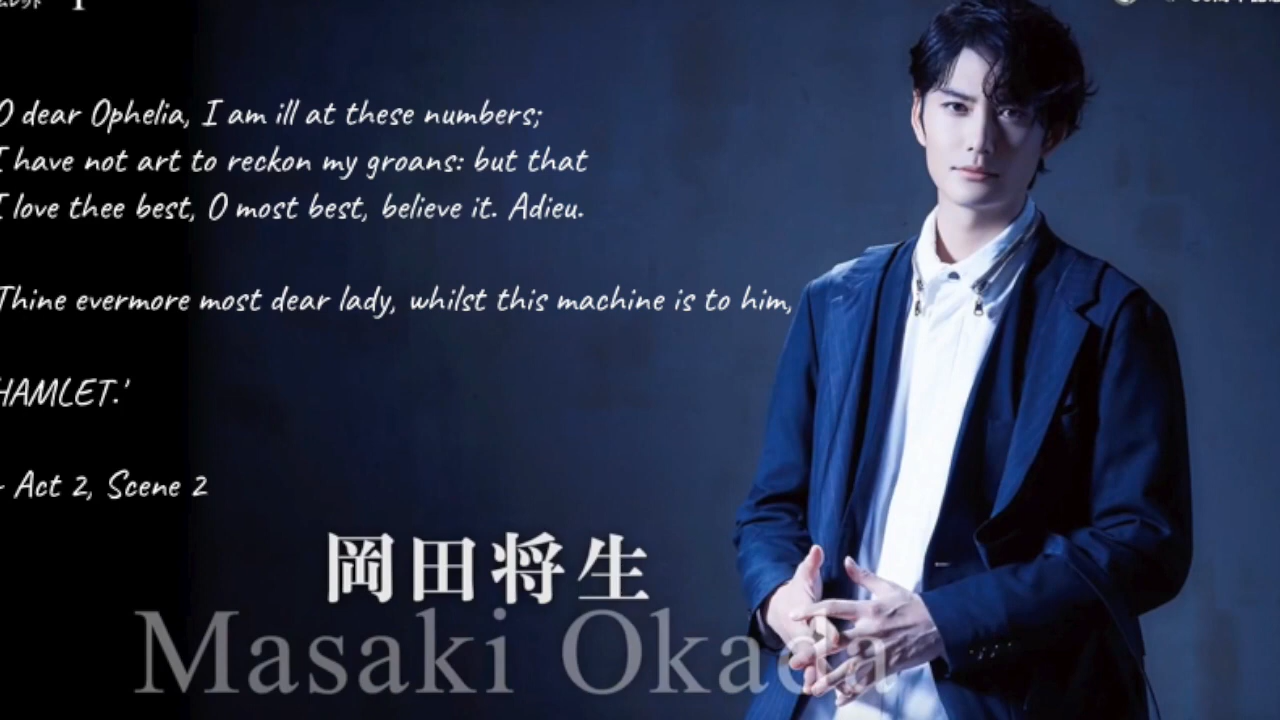 O dear Ophelia, I am ill at these numbers;
I have not art to reckon my groans: but that
I love thee best, O most best, believe it. Adieu.
Thine evermore most dear lady, whilst this machine is to him,
HAMLET.'
- Act 2, Scene 2
岡田将生
Masaki Okada